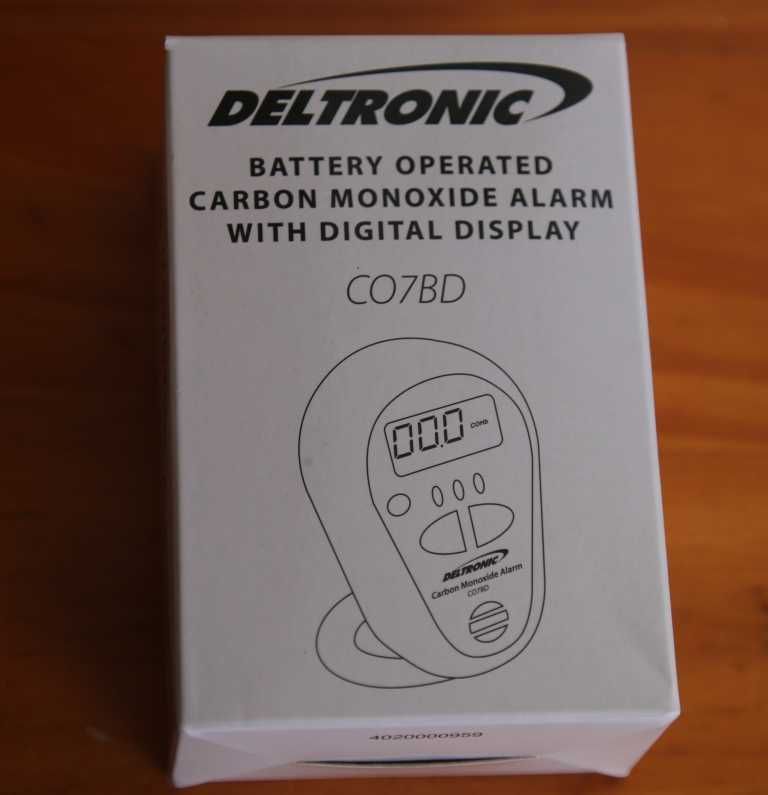 DELTRONIC
BATTERY OPERATED
CARBON MONOXIDE ALARM
WITH DIGITAL DISPLAY
CO7BD
00.0 COHb
DELTRONIC
Carbon Monoxide Alarm
CO7BD
4020000959